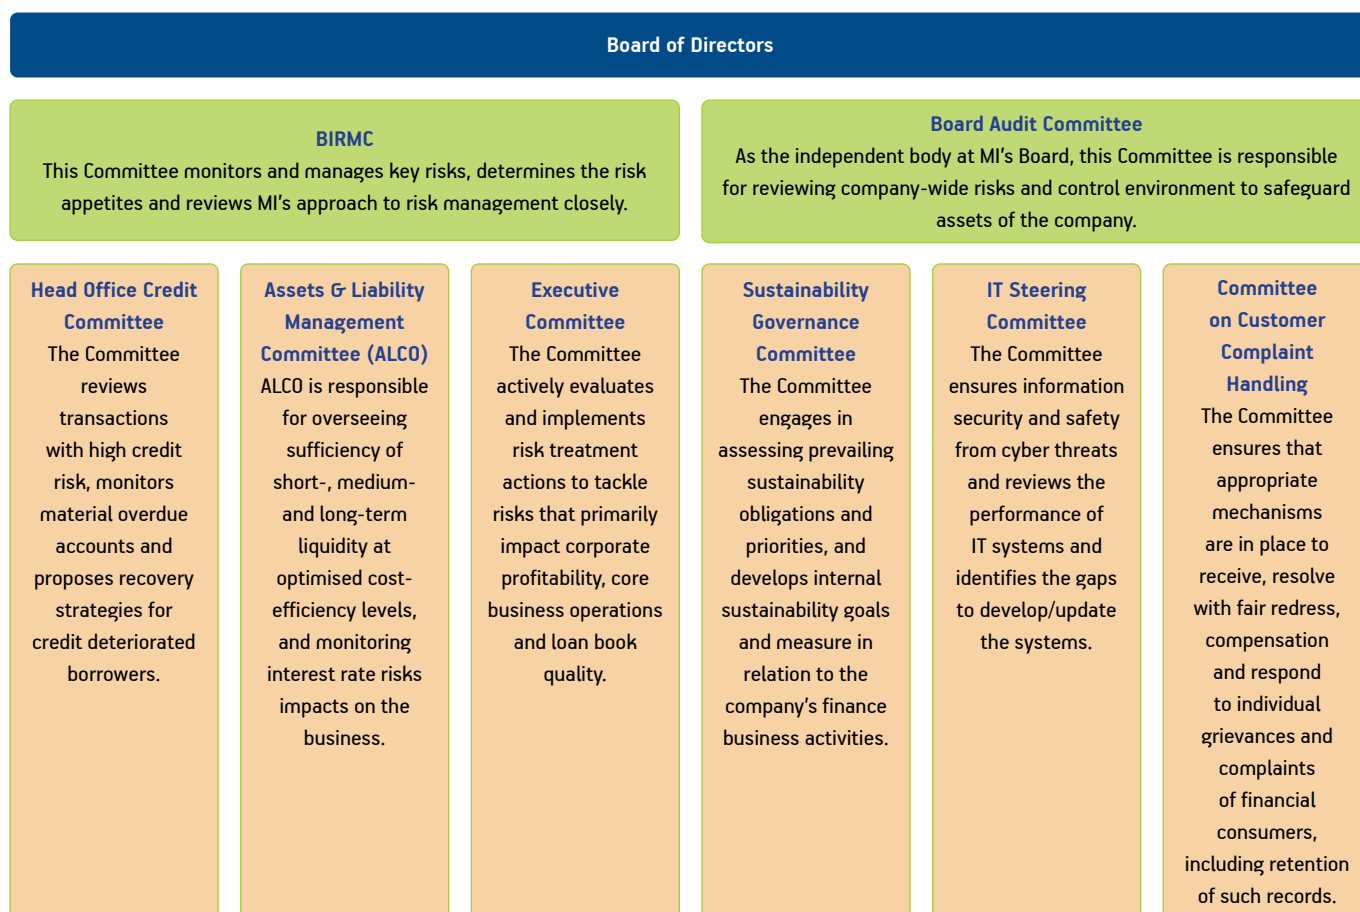 Board of Directors
BIRMC
This Committee monitors and manages key risks, determines the risk
appetites and reviews MI's approach to risk management closely.
Board Audit Committee
As the independent body at MI's Board, this Committee is responsible
for reviewing company-wide risks and control environment to safeguard
assets of the company.
Head Office Credit
Committee
The Committee
reviews
transactions
with high credit
risk, monitors
material overdue
accounts and
proposes recovery
strategies for
credit deteriorated
borrowers.
Assets & Liability
Management
Committee (ALCO)
ALCO is responsible
for overseeing
sufficiency of
short-, medium-
and long-term
liquidity at
optimised cost-
efficiency levels,
and monitoring
interest rate risks
impacts on the
business.
Executive
Committee
The Committee
actively evaluates
and implements
risk treatment
actions to tackle
risks that primarily
impact corporate
profitability, core
business operations
and loan book
quality.
Sustainability
Governance
Committee
The Committee
engages in
assessing prevailing
sustainability
obligations and
priorities, and
develops internal
sustainability goals
and measure in
relation to the
company's finance
business activities.
IT Steering
Committee
The Committee
ensures information
security and safety
from cyber threats
and reviews the
performance of
IT systems and
identifies the gaps
to develop/update
the systems.
Committee
on Customer
Complaint
Handling
The Committee
ensures that
appropriate
mechanisms
are in place to
receive, resolve
with fair redress,
compensation
and respond
to individual
grievances and
complaints
of financial
consumers,
including retention
of such records.